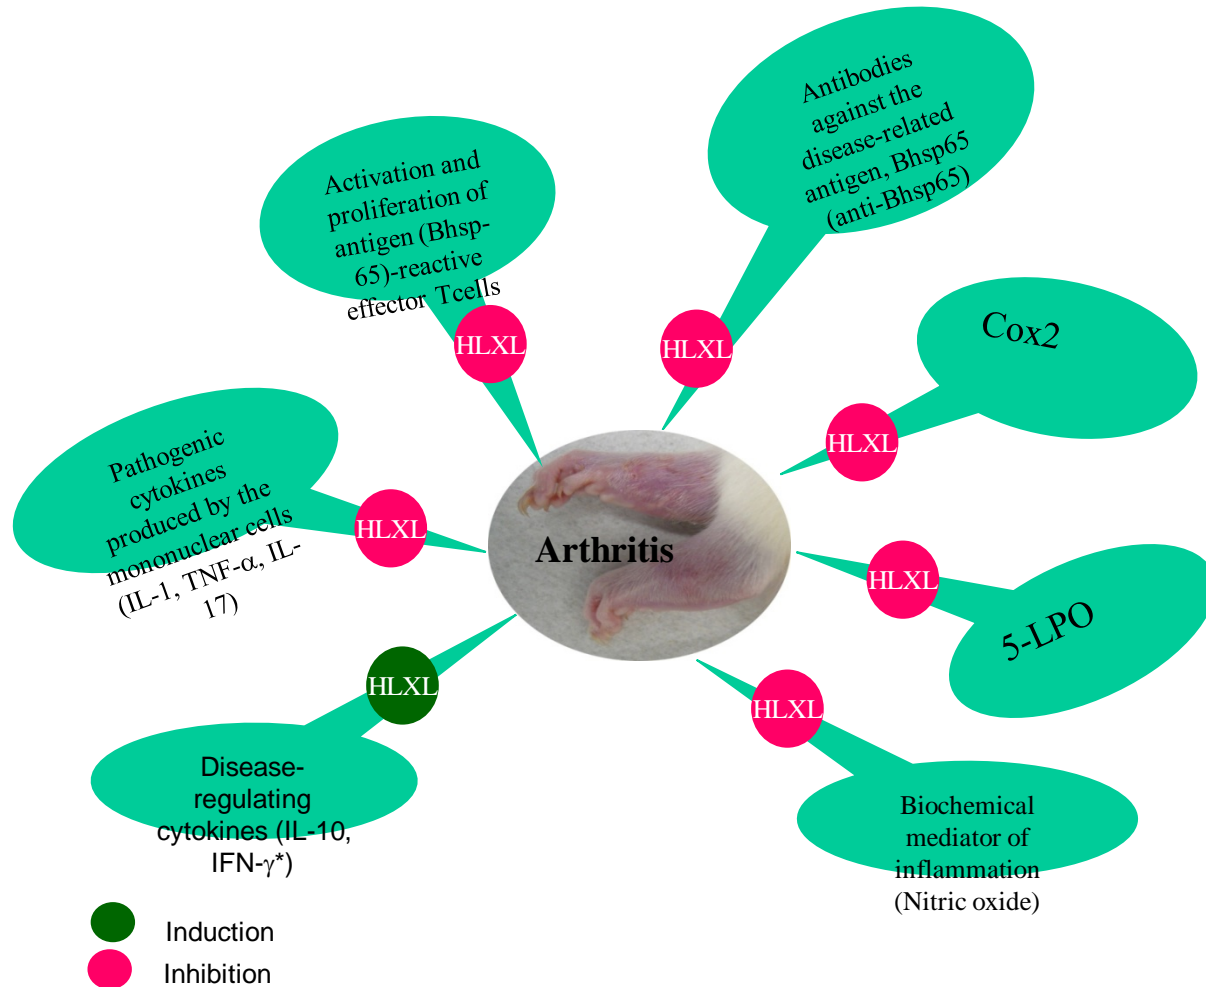 Antibodies
against the
disease-related
antigen, Bhsp65
(anti-Bhsp65)
Activation and
proliferation of
antigen (Bhsp-
65)-reactive
effector Tcells
HLXL
HLXL
Cox2
HLXL
Pathogenic
cytokines
produced by the
mononuclear cells
(IL-1, TNF-α, IL-
17)
HLXL
Arthritis
HLXL
5-LPO
HLXL
HLXL
Disease-
regulating
cytokines (IL-10,
IFN-γ*)
Biochemical
mediator of
inflammation
(Nitric oxide)
Induction
Inhibition